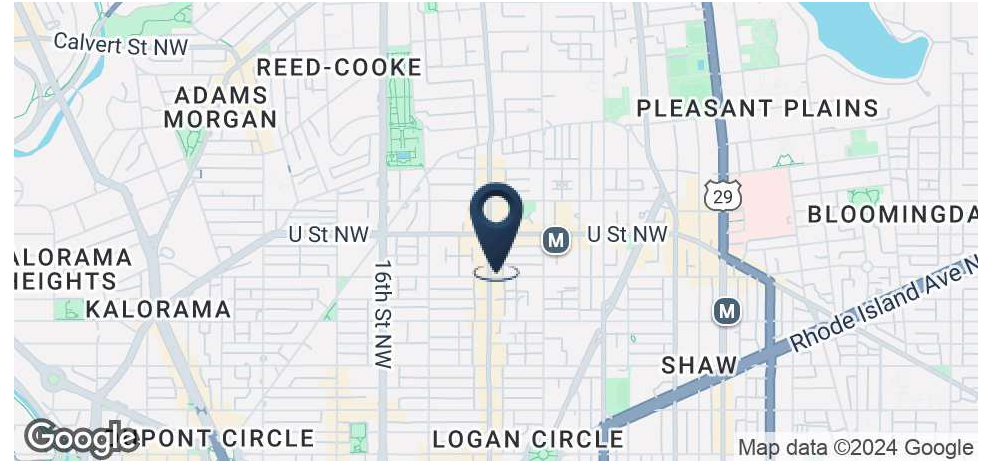 Calvert St NW
REED-COOKE
ADAMS
MORGAN
PLEASANT PLAINS
29
BLOOMINGDA
U St NW
M
U St NW
ALORAMA
HEIGHTS
KALORAMA
16th St NW
M
Rhode Island Ave N
SHAW
Google
PONT CIRCLE
LOGAN CIRCLE
Map data ©2024 Google